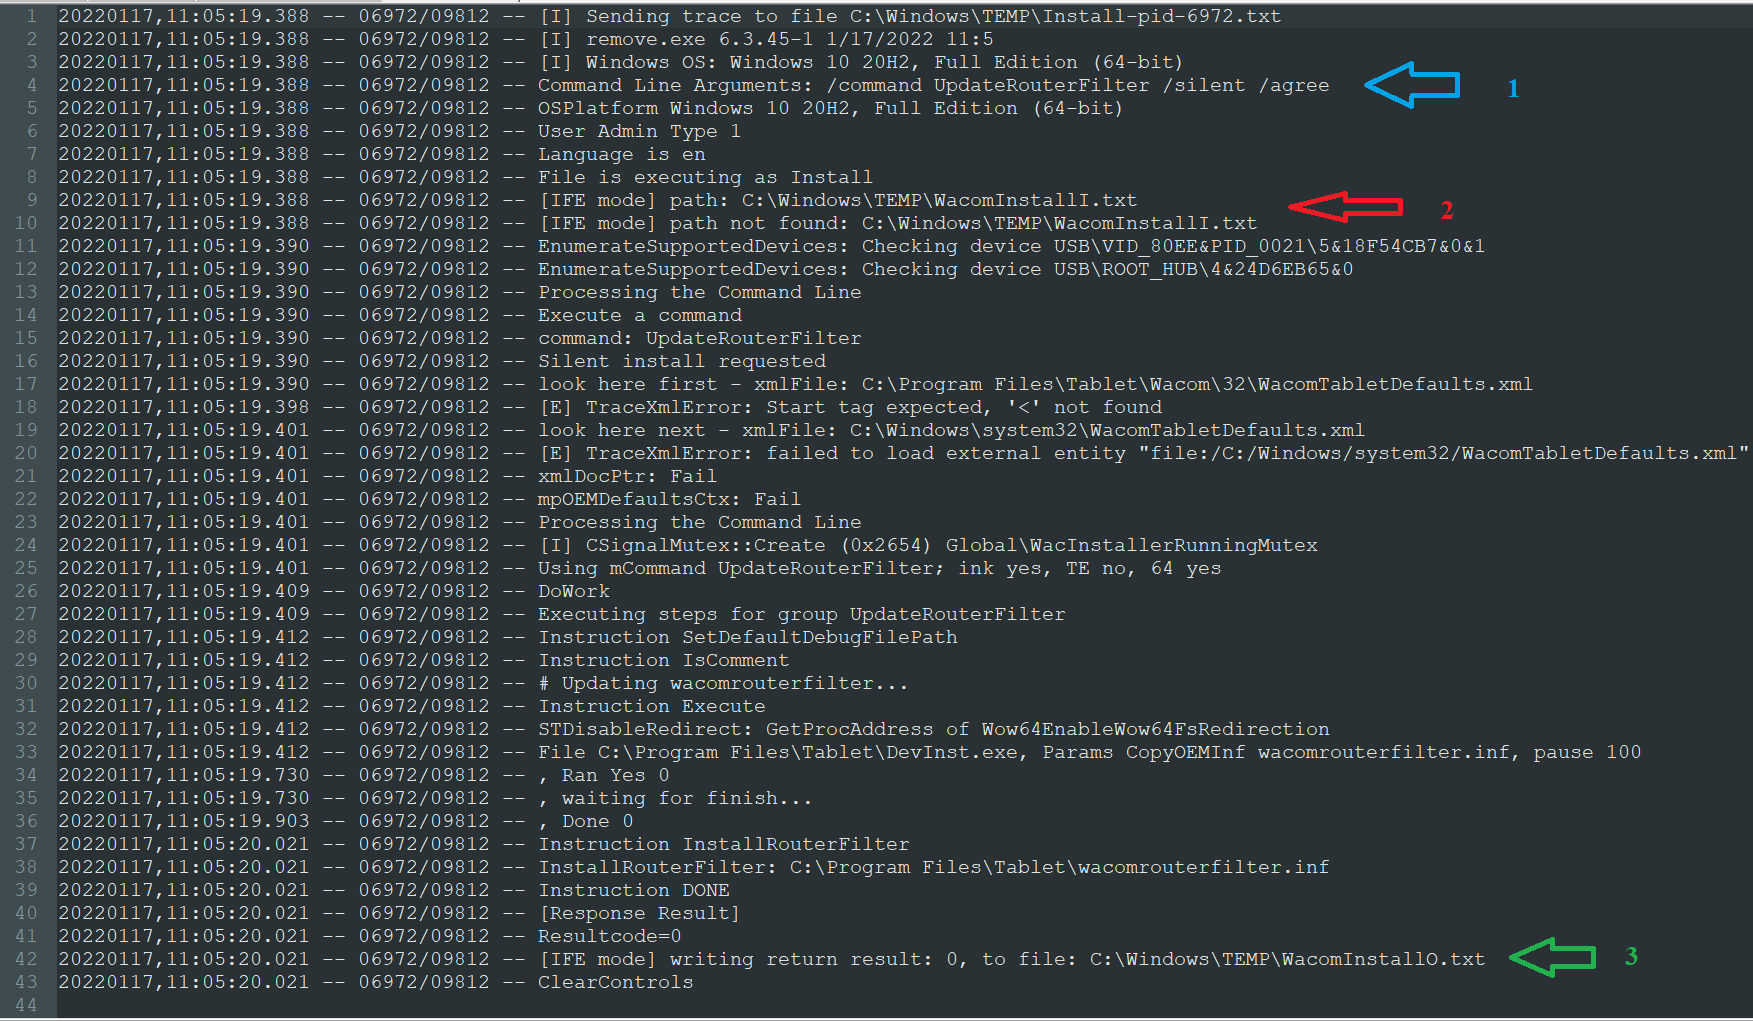 1 20220117,11:05:19.388 -- 06972/09812 -- [I] Sending trace to file C:\Windows\TEMP\Install-pid-6972.txt
2 20220117,11:05:19.388 -- 06972/09812 -- [I] remove.exe 6.3.45-1 1/17/2022 11:5
3 20220117,11:05:19.388 -- 06972/09812 -- [I] Windows OS: Windows 10 20H2, Full Edition (64-bit)
4 20220117,11:05:19.388 -- 06972/09812 -- Command Line Arguments: /command UpdateRouterFilter /silent /agree 1
5 20220117,11:05:19.388 -- 06972/09812 -- OSPlatform Windows 10 20H2, Full Edition (64-bit)
6 20220117,11:05:19.388 -- 06972/09812 -- User Admin Type 1
7 20220117,11:05:19.388 -- 06972/09812 -- Language is en
8 20220117,11:05:19.388 -- 06972/09812 -- File is executing as Install
9 20220117,11:05:19.388 -- 06972/09812 -- [IFE mode] path: C:\Windows\TEMP\WacomInstallI.txt 2
10 20220117,11:05:19.388 -- 06972/09812 -- [IFE mode] path not found: C:\Windows\TEMP\WacomInstallI.txt
11 20220117,11:05:19.390 -- 06972/09812 -- EnumerateSupportedDevices: Checking device USB\VID_80EE&PID_0021\5&18F54CB7&0&1
12 20220117,11:05:19.390 -- 06972/09812 -- EnumerateSupportedDevices: Checking device USB\ROOT_HUB\4&24D6EB65&0
13 20220117,11:05:19.390 -- 06972/09812 -- Processing the Command Line
14 20220117,11:05:19.390 -- 06972/09812 -- Execute a command
15 20220117,11:05:19.390 -- 06972/09812 -- command: UpdateRouterFilter
16 20220117,11:05:19.390 -- 06972/09812 -- Silent install requested
17 20220117,11:05:19.390 -- 06972/09812 -- look here first - xmlFile: C:\Program Files\Tablet\Wacom\32\WacomTabletDefaults.xml
18 20220117,11:05:19.398 -- 06972/09812 -- [E] TraceXmlError: Start tag expected, '<' not found
19 20220117,11:05:19.401 -- 06972/09812 -- look here next - xmlFile: C:\Windows\system32\WacomTabletDefaults.xml
20 20220117,11:05:19.401 -- 06972/09812 -- [E] TraceXmlError: failed to load external entity "file:/C:/Windows/system32/WacomTabletDefaults.xml"
21 20220117,11:05:19.401 -- 06972/09812 -- xmlDocPtr: Fail
22 20220117,11:05:19.401 -- 06972/09812 -- mpOEMDefaultsCtx: Fail
23 20220117,11:05:19.401 -- 06972/09812 -- Processing the Command Line
24 20220117,11:05:19.401 -- 06972/09812 -- [I] CSignalMutex::Create (0x2654) Global\WacInstallerRunningMutex
25 20220117,11:05:19.401 -- 06972/09812 -- Using mCommand UpdateRouterFilter; ink yes, TE no, 64 yes
26 20220117,11:05:19.409 -- 06972/09812 -- DoWork
27 20220117,11:05:19.409 -- 06972/09812 -- Executing steps for group UpdateRouterFilter
28 20220117,11:05:19.412 -- 06972/09812 -- Instruction SetDefaultDebugFilePath
29 20220117,11:05:19.412 -- 06972/09812 -- Instruction IsComment
30 20220117,11:05:19.412 -- 06972/09812 -- # Updating wacomrouterfilter...
31 20220117,11:05:19.412 -- 06972/09812 -- Instruction Execute
32 20220117,11:05:19.412 -- 06972/09812 -- STDisableRedirect: GetProcAddress of Wow64EnableWow64FsRedirection
33 20220117,11:05:19.412 -- 06972/09812 -- File C:\Program Files\Tablet\DevInst.exe, Params CopyOEMInf wacomrouterfilter.inf, pause 100
34 20220117,11:05:19.730 -- 06972/09812 -- , Ran Yes 0
35 20220117,11:05:19.730 -- 06972/09812 -- , waiting for finish...
36 20220117,11:05:19.903 -- 06972/09812 -- , Done 0
37 20220117,11:05:20.021 -- 06972/09812 -- Instruction InstallRouterFilter
38 20220117,11:05:20.021 -- 06972/09812 -- InstallRouterFilter: C:\Program Files\Tablet\wacomrouterfilter.inf
39 20220117,11:05:20.021 -- 06972/09812 -- Instruction DONE
40 20220117,11:05:20.021 -- 06972/09812 -- [Response Result]
41 20220117,11:05:20.021 -- 06972/09812 -- Resultcode=0
42 20220117,11:05:20.021 -- 06972/09812 -- [IFE mode] writing return result: 0, to file: C:\Windows\TEMP\WacomInstallO.txt 3
43 20220117,11:05:20.021 -- 06972/09812 -- ClearControls
44